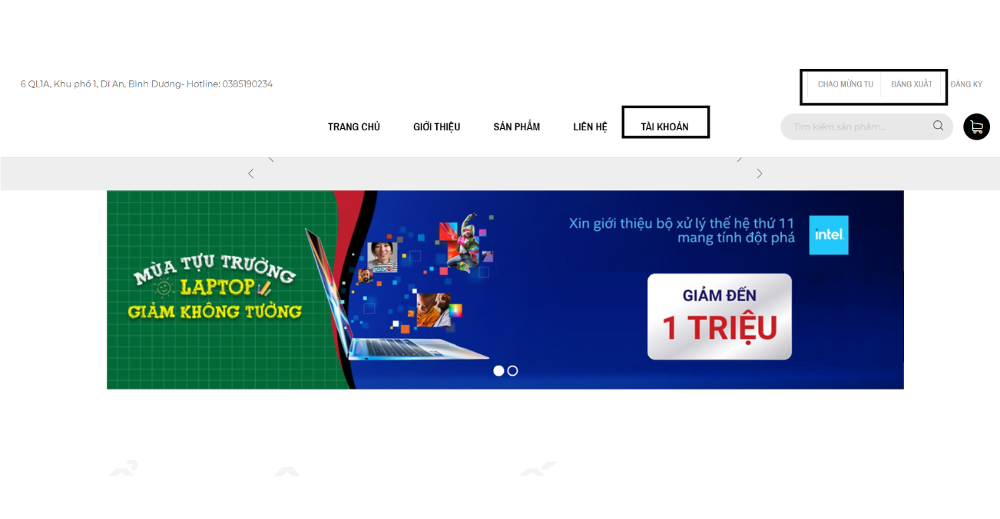 6 QL1A, Khu phố 1, Dĩ An, Bình Dương- Hotline: 0385190234
CHÀO MỪNG TU ĐĂNG XUẤT ĐĂNG KÝ
TRANG CHỦ GIỚI THIỆU SẢN PHẨM LIÊN HỆ TÀI KHOẢN
Tìm kiếm sản phẩm...
MÙA TỰU TRƯỜNG
LAPTOP
GIẢM KHÔNG TƯỞNG
Xin giới thiệu bộ xử lý thế hệ thứ 11
mang tính đột phá
intel.
GIẢM ĐẾN
1 TRIỆU